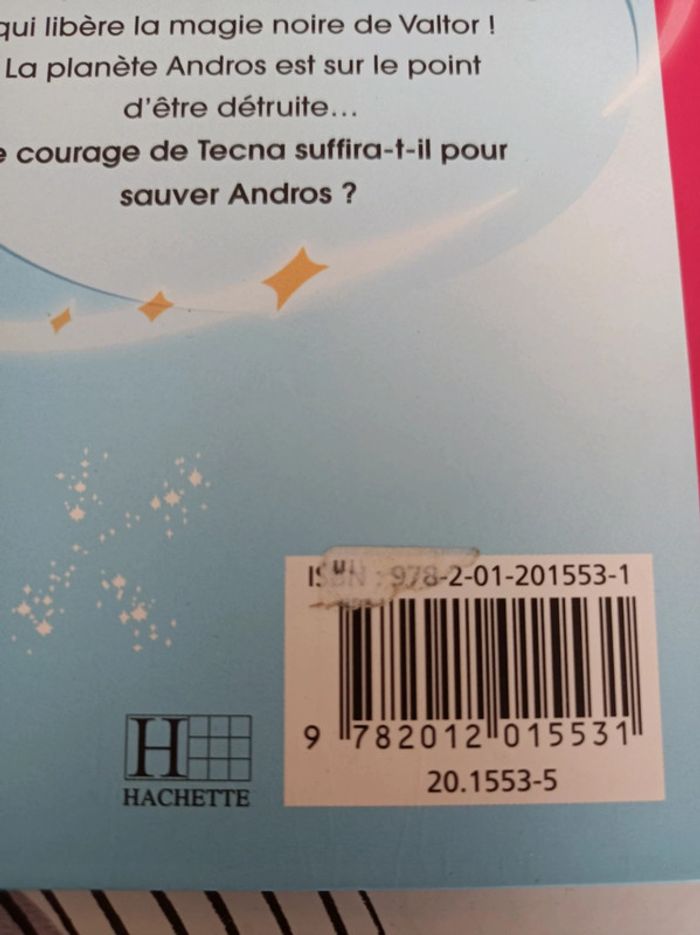 qui libère la magie noire de Valtor !
La planète Andros est sur le point
d'être détruite...
courage de Tecna suffira-t-il pour
sauver Andros ?
ISBN : 978-2-01-201553-1
9 782012 015531
20.1553-5
H
HACHETTE